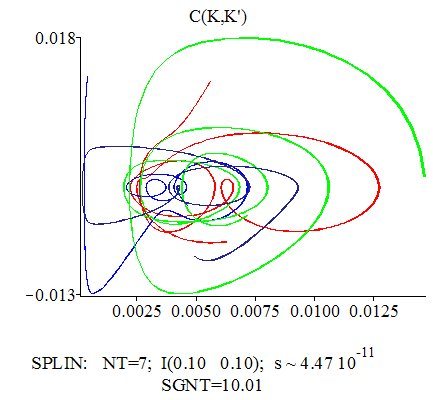 C(K,K')
0.018
−0.013
0.0025 0.0050 0.0075 0.0100 0.0125
SPLIN: NT=7; I(0.10 0.10); s ~ 4.47 10^-11
SGNT=10.01